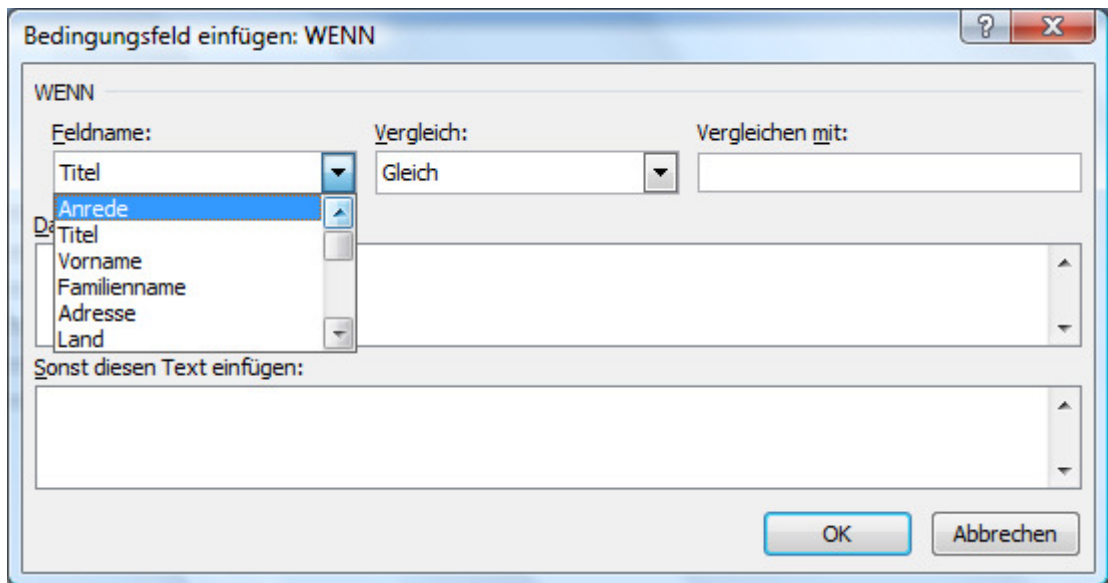 Bedingungsfeld einfügen: WENN
WENN
Feldname: Vergleich: Vergleichen mit:
Titel Gleich
Anrede
Titel
Vorname
Familienname
Adresse
Land
Sonst diesen Text einfügen:
OK Abbrechen